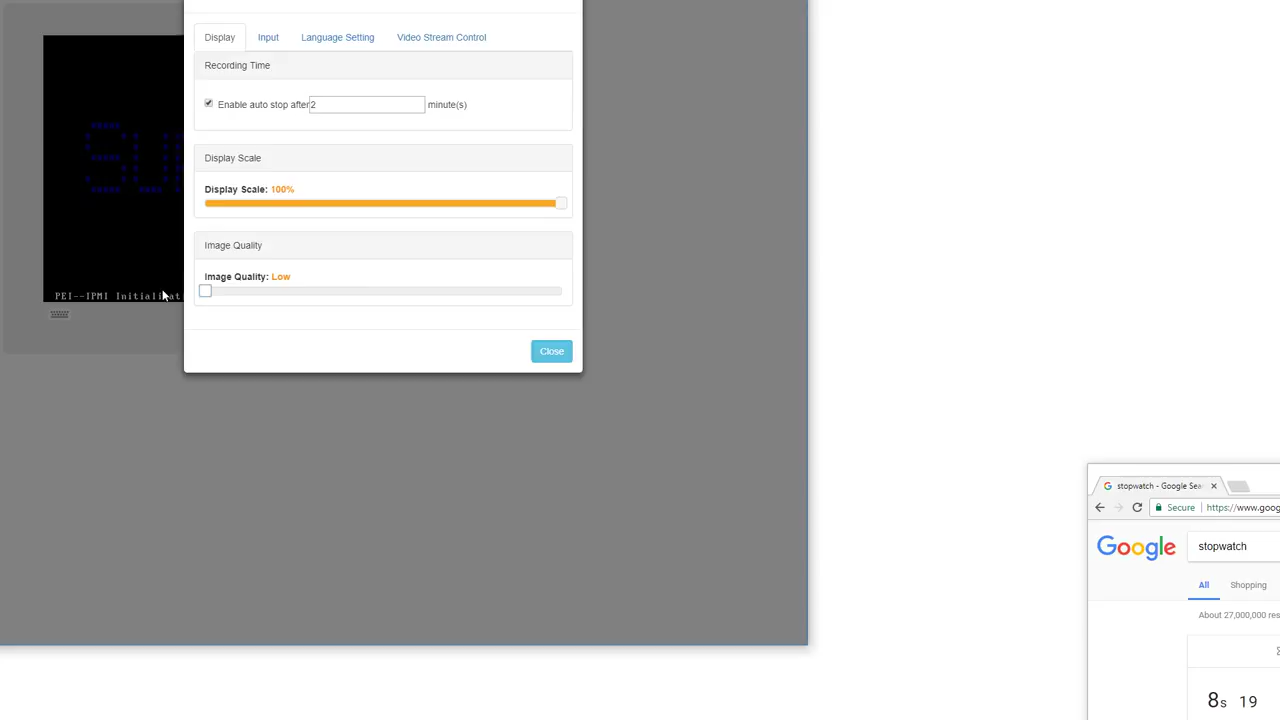 Display Input Language Setting Video Stream Control
Recording Time
Enable auto stop after 2 minute(s)
Display Scale
Display Scale: 100%
Image Quality
Image Quality: Low
PEI--IPMI
Close
stopwatch - Google Sea
Secure https://www.goog
Google stopwatch
All Shopping
About 27,000,000 res
8s 19